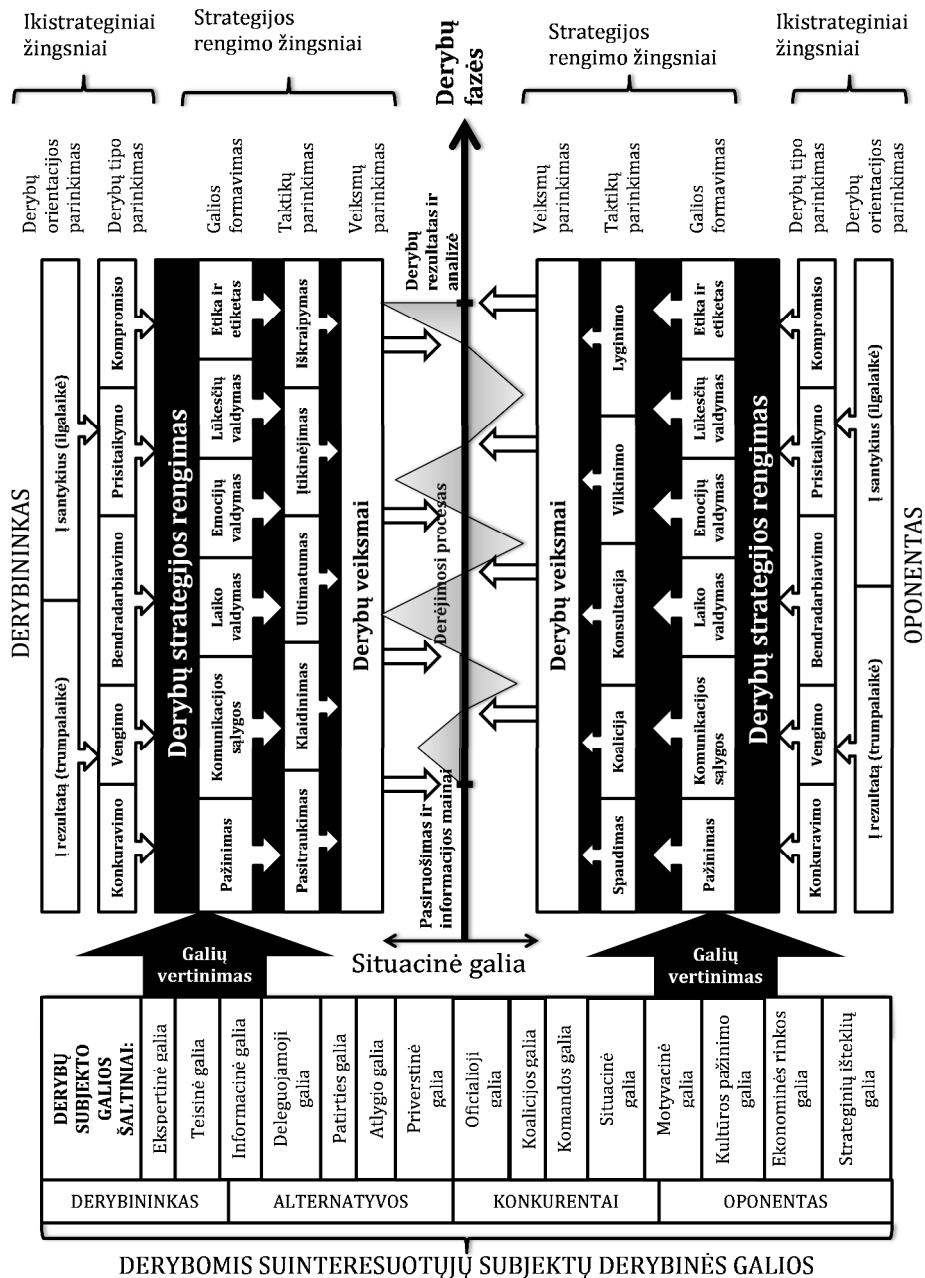 Ikistrateginiai
žingsniai
Strategijos
rengimo žingsniai
Derybų
fazės
Strategijos
rengimo žingsniai
Ikistrateginiai
žingsniai
Derybų
orientacijos
parinkimas
Derybų tipo
parinkimas
Galios
formavimas
Taktikų
parinkimas
Veiksmų
parinkimas
Derybų
rezultatas ir
analizė
Veiksmų
parinkimas
Taktikų
parinkimas
Galios
formavimas
Derybų tipo
parinkimas
Derybų
orientacijos
parinkimas
DERYBININKAS
Į rezultatą (trumpalaikė)
Į santykius (ilgalaikė)
Konkuravimo
Vengimo
Bendradarbiavimo
Prisitaikymo
Kompromiso
Derybų strategijos rengimas
Pažinimas
Komunikacijos
sąlygos
Laiko
valdymas
Emocijų
valdymas
Lūkesčių
valdymas
Etika ir
etiketas
Pasitraukimas
Klaidinimas
Ultimatumas
Įtikinėjimas
Iškraipymas
Derybų veiksmai
Pasiruošimas ir
informacijos mainai
Derėjimosi procesas
Derybų veiksmai
Spaudimas
Koalicija
Konsultacija
Vilkinimo
Lyginimo
Pažinimas
Komunikacijos
sąlygos
Laiko
valdymas
Emocijų
valdymas
Lūkesčių
valdymas
Etika ir
etiketas
Derybų strategijos rengimas
Konkuravimo
Vengimo
Bendradarbiavimo
Prisitaikymo
Kompromiso
Į rezultatą (trumpalaikė)
Į santykius (ilgalaikė)
OPONENTAS
Galių
vertinimas
Situacinė galia
Galių
vertinimas
DERYBŲ
SUBJEKTO
GALIOS
ŠALTINIAI:
Ekspertinė galia
Teisinė galia
Informacinė galia
Deleguojamoji
galia
Patirties galia
Atlygio galia
Priverstinė
galia
Oficialioji
galia
Koalicijos galia
Komandos galia
Situacinė
galia
Motyvacinė
galia
Kultūros pažinimo
galia
Ekonominės rinkos
galia
Strateginių išteklių
galia
DERYBININKAS
ALTERNATYVOS
KONKURENTAI
OPONENTAS
DERYBOMIS SUINTERESUOTŲJŲ SUBJEKTŲ DERYBINĖS GALIOS